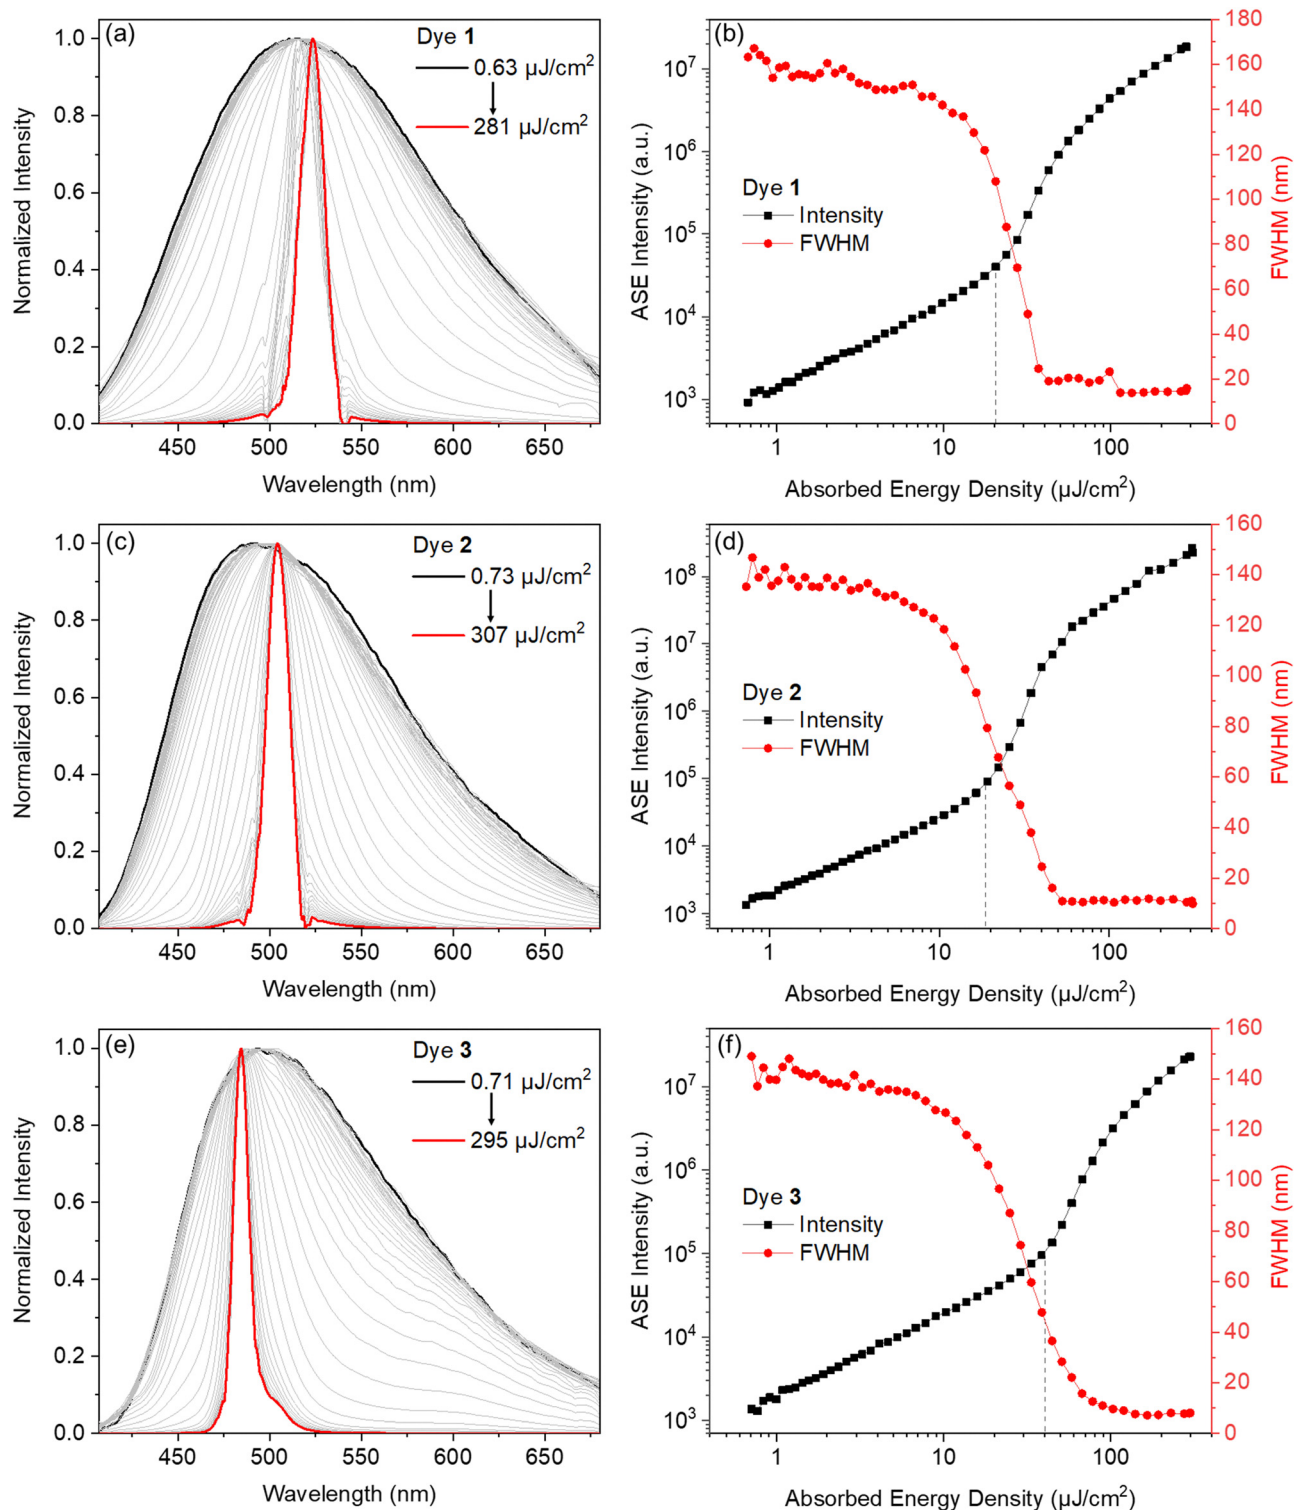 (a)
Dye 1
0.63 µJ/cm²
281 µJ/cm²
1.0
0.8
0.6
0.4
0.2
0.0
Normalized Intensity
450 500 550 600 650
Wavelength (nm)
(b)
Dye 1
Intensity
FWHM
10⁷
10⁶
10⁵
10⁴
10³
ASE Intensity (a.u.)
180
160
140
120
100
80
60
40
20
0
FWHM (nm)
1 10 100
Absorbed Energy Density (µJ/cm²)
(c)
Dye 2
0.73 µJ/cm²
307 µJ/cm²
1.0
0.8
0.6
0.4
0.2
0.0
Normalized Intensity
450 500 550 600 650
Wavelength (nm)
(d)
Dye 2
Intensity
FWHM
10⁸
10⁷
10⁶
10⁵
10⁴
10³
ASE Intensity (a.u.)
160
140
120
100
80
60
40
20
0
FWHM (nm)
1 10 100
Absorbed Energy Density (µJ/cm²)
(e)
Dye 3
0.71 µJ/cm²
295 µJ/cm²
1.0
0.8
0.6
0.4
0.2
0.0
Normalized Intensity
450 500 550 600 650
Wavelength (nm)
(f)
Dye 3
Intensity
FWHM
10⁷
10⁶
10⁵
10⁴
10³
ASE Intensity (a.u.)
160
140
120
100
80
60
40
20
0
FWHM (nm)
1 10 100
Absorbed Energy Density (µJ/cm²)